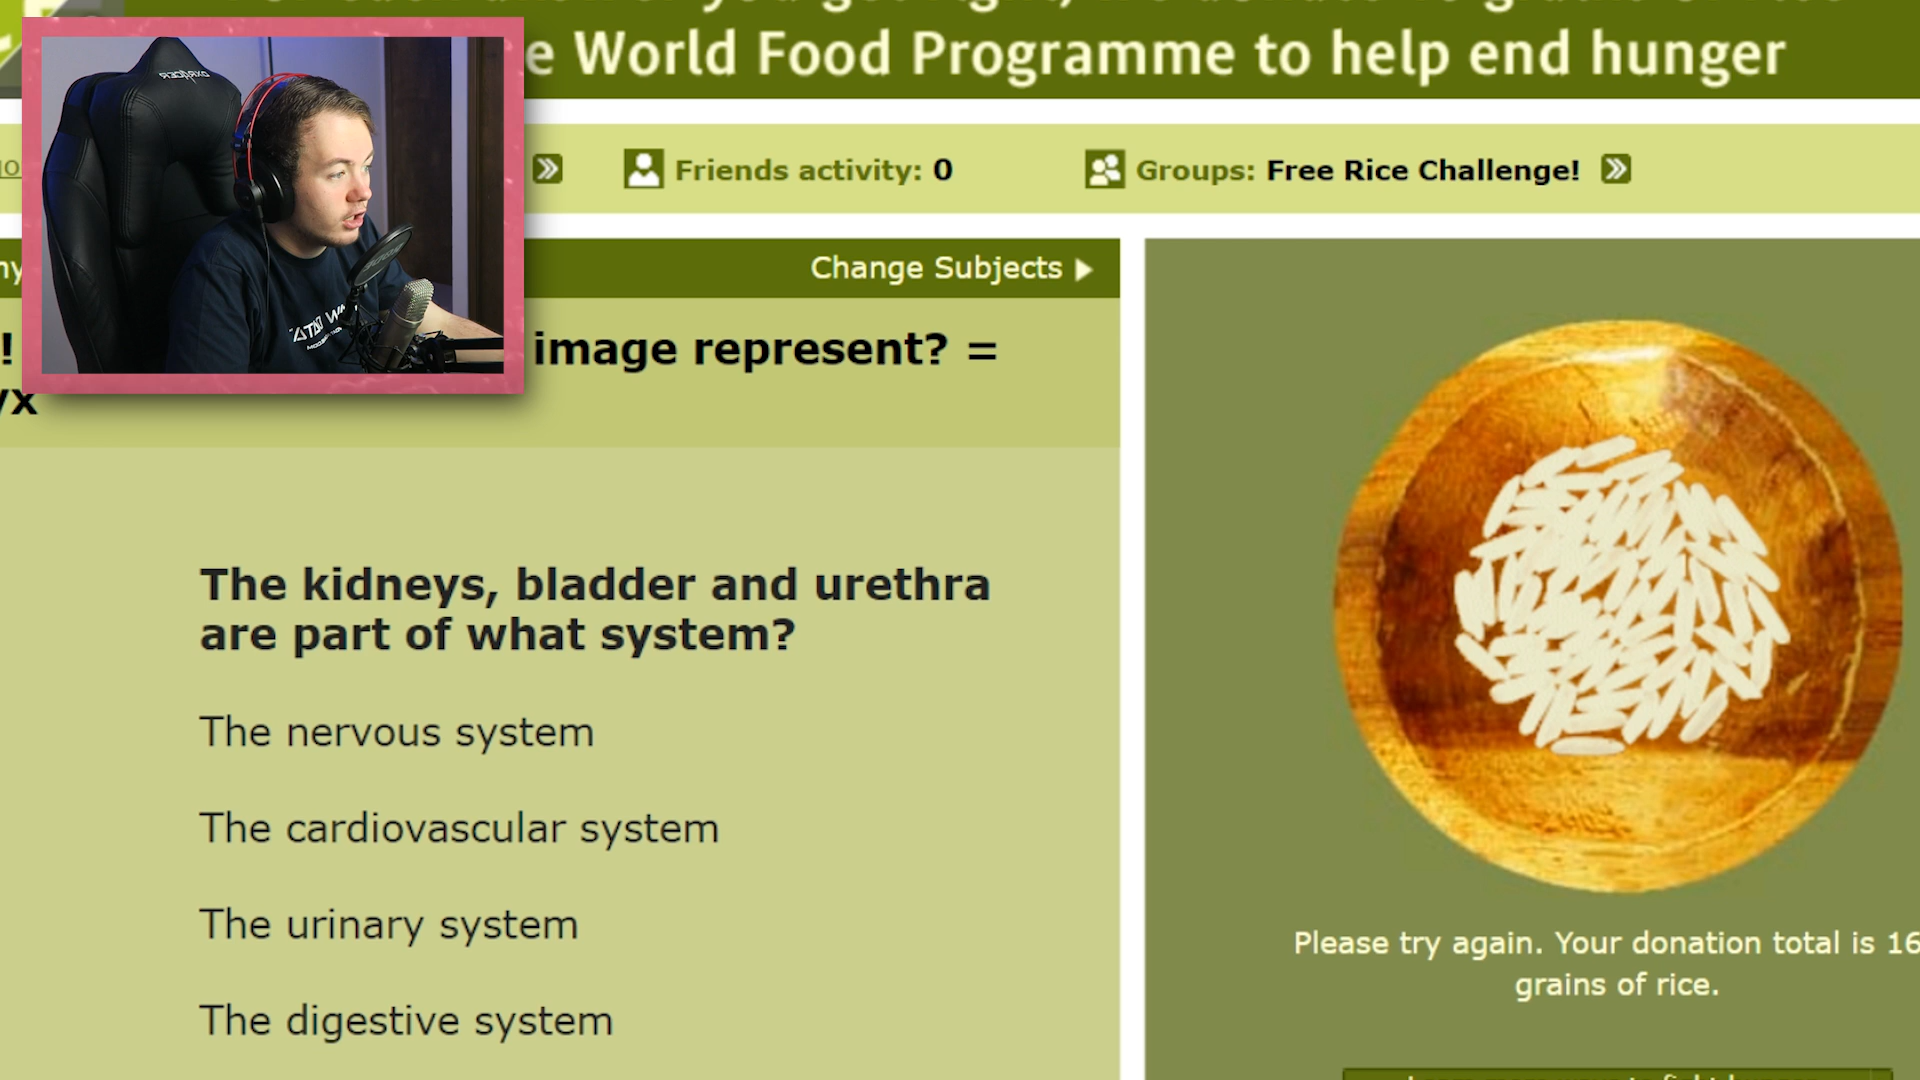 e World Food Programme to help end hunger
Friends activity: 0
Groups: Free Rice Challenge!
Change Subjects
image represent? =
The kidneys, bladder and urethra
are part of what system?
The nervous system
The cardiovascular system
The urinary system
The digestive system
Please try again. Your donation total is 16
grains of rice.